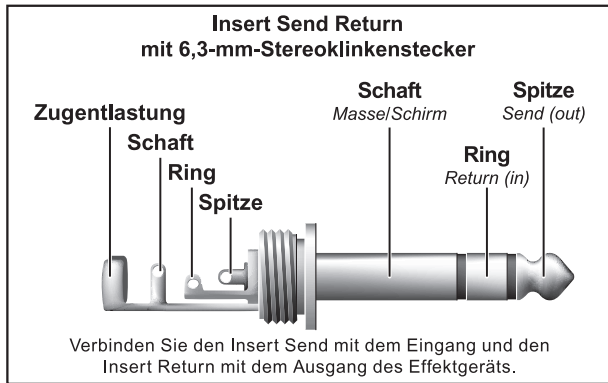 Insert Send Return
mit 6,3-mm-Stereoklinkenstecker
Zugentlastung
Schaft
Ring
Spitze
Schaft
Masse/Schirm
Ring
Return (in)
Spitze
Send (out)
Verbinden Sie den Insert Send mit dem Eingang und den
Insert Return mit dem Ausgang des Effektgeräts.